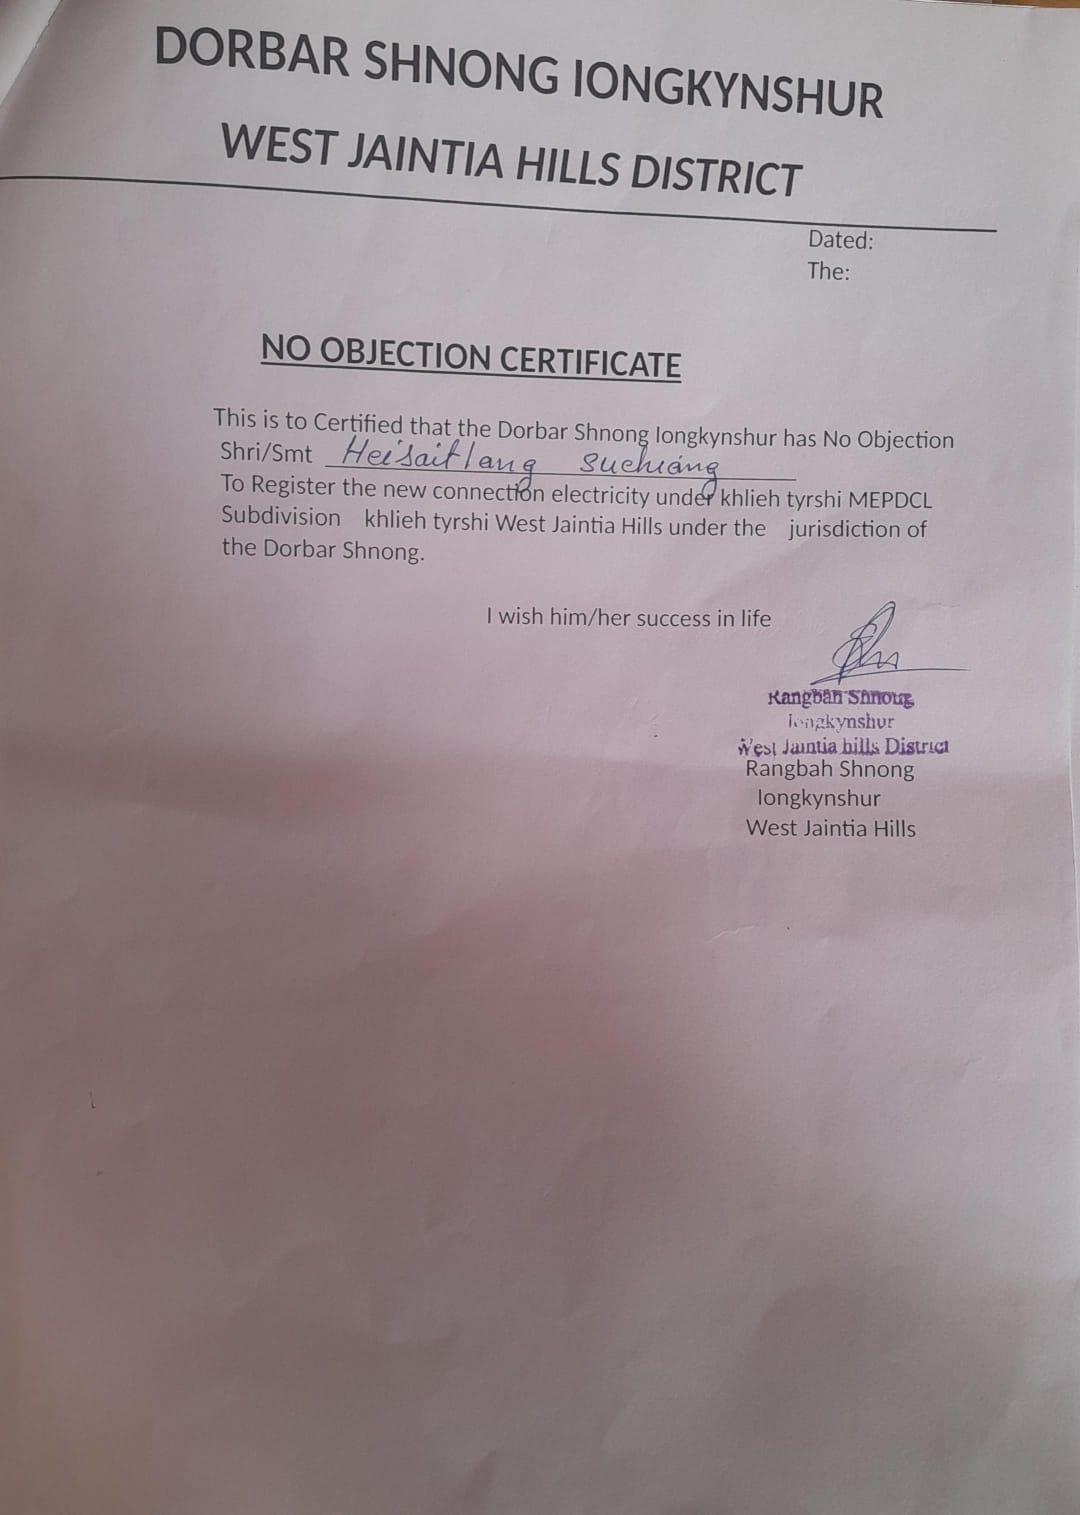 DORBAR SHNONG IONGKYNSHUR
WEST JAINTIA HILLS DISTRICT
Dated:
The:
NO OBJECTION CERTIFICATE
This is to Certified that the Dorbar Shnong Iongkynshur has No Objection
Shri/Smt Heisaitlang Suchiang
To Register the new connection electricity under khlieh tyrshi MEPDCL
Subdivision khlieh tyrshi West Jaintia Hills under the jurisdiction of
the Dorbar Shnong.
I wish him/her success in life
Rangbah Shnong
Iongkynshur
West Jaintia hills District
Rangbah Shnong
Iongkynshur
West Jaintia Hills